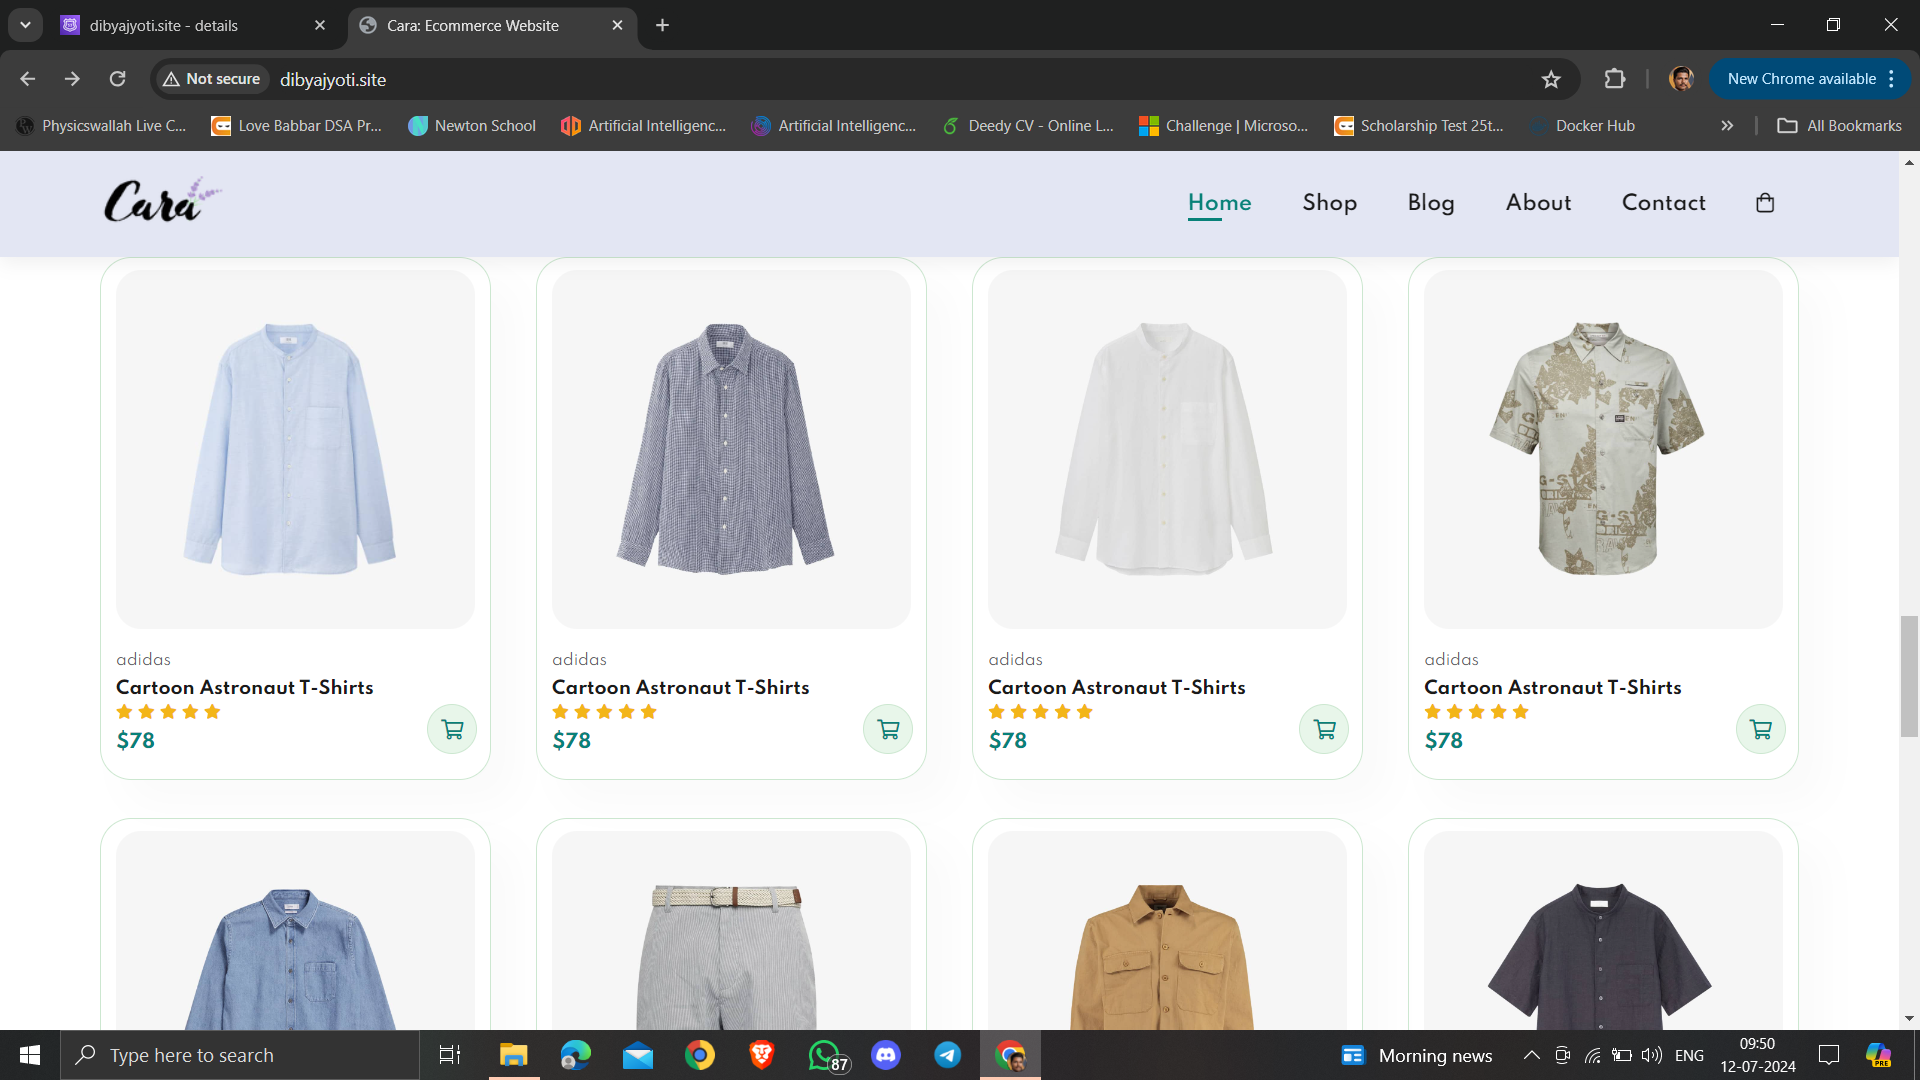 dibyajyoti.site - details
Cara: Ecommerce Website
Not secure
dibyajyoti.site
New Chrome available
Physicswallah Live C...
Love Babbar DSA Pr...
Newton School
Artificial Intelligenc...
Artificial Intelligenc...
Deedy CV - Online L...
Challenge | Microso...
Scholarship Test 25t...
Docker Hub
All Bookmarks
Cara
Home
Shop
Blog
About
Contact
adidas
Cartoon Astronaut T-Shirts
$78
adidas
Cartoon Astronaut T-Shirts
$78
adidas
Cartoon Astronaut T-Shirts
$78
adidas
Cartoon Astronaut T-Shirts
$78
Type here to search
87
Morning news
ENG
09:50
12-07-2024
PRE